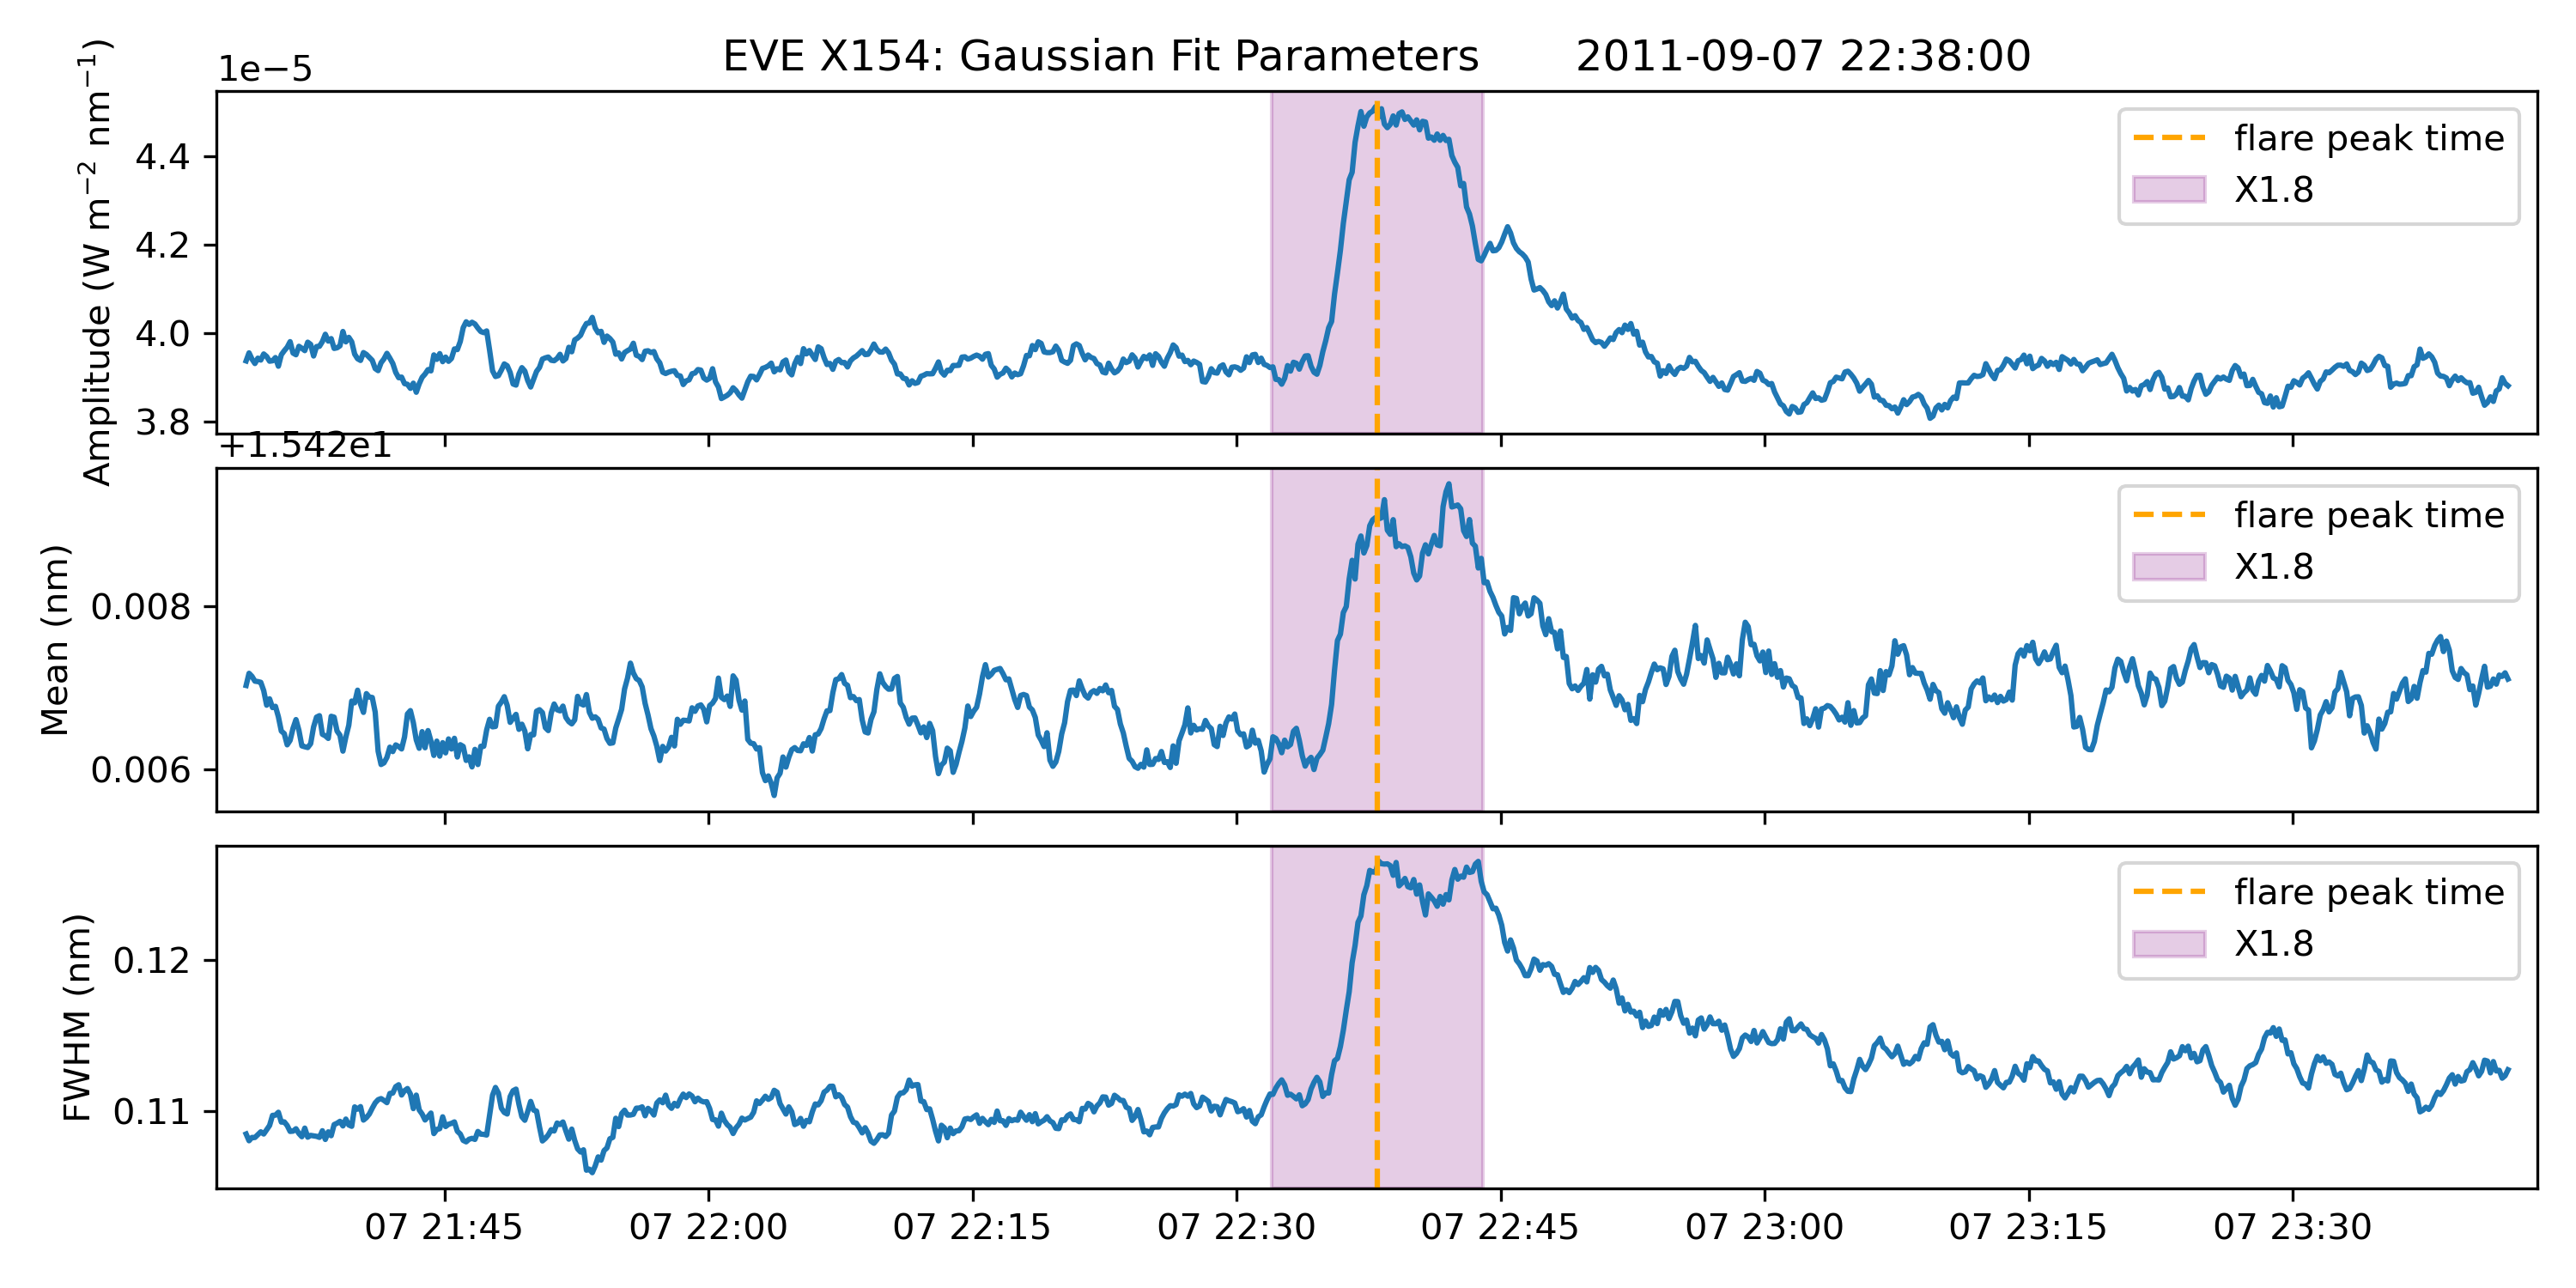 EVE X154: Gaussian Fit Parameters 2011-09-07 22:38:00
1e−5
Amplitude (W m⁻² nm⁻¹)
4.4
4.2
4.0
3.8
flare peak time
X1.8
+1.542e1
Mean (nm)
0.008
0.006
flare peak time
X1.8
FWHM (nm)
0.12
0.11
flare peak time
X1.8
07 21:45 07 22:00 07 22:15 07 22:30 07 22:45 07 23:00 07 23:15 07 23:30